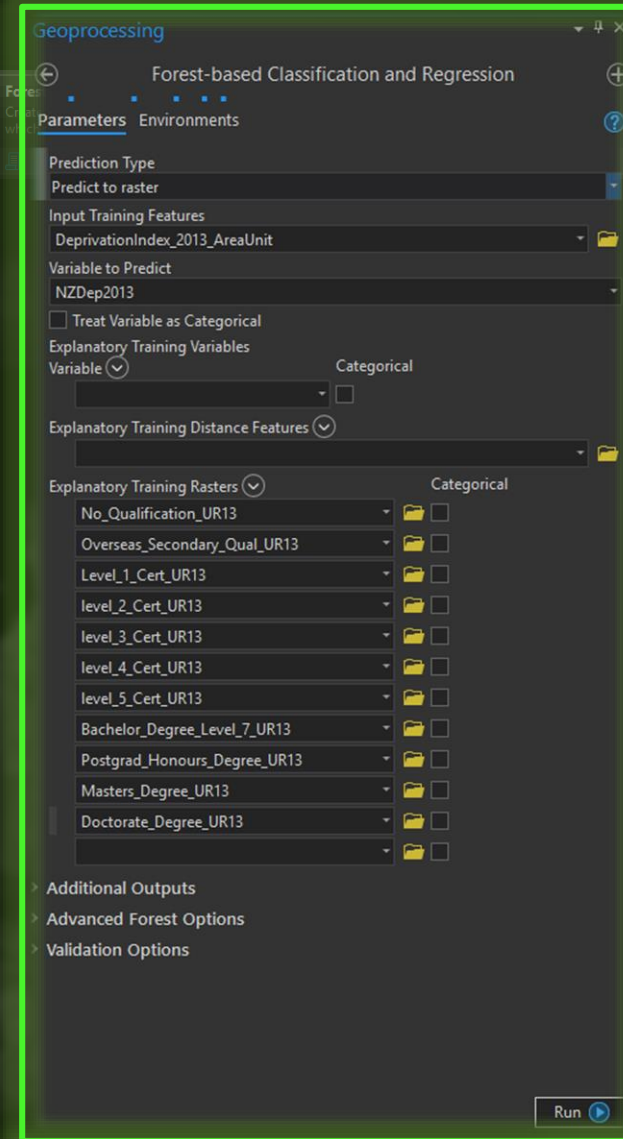 Geoprocessing
Forest-based Classification and Regression
Parameters Environments
Prediction Type
Predict to raster
Input Training Features
DeprivationIndex_2013_AreaUnit
Variable to Predict
NZDep2013
Treat Variable as Categorical
Explanatory Training Variables
Variable Categorical
Explanatory Training Distance Features
Explanatory Training Rasters Categorical
No_Qualification_UR13
Overseas_Secondary_Qual_UR13
Level_1_Cert_UR13
level_2_Cert_UR13
level_3_Cert_UR13
level_4_Cert_UR13
level_5_Cert_UR13
Bachelor_Degree_Level_7_UR13
Postgrad_Honours_Degree_UR13
Masters_Degree_UR13
Doctorate_Degree_UR13
Additional Outputs
Advanced Forest Options
Validation Options
Run